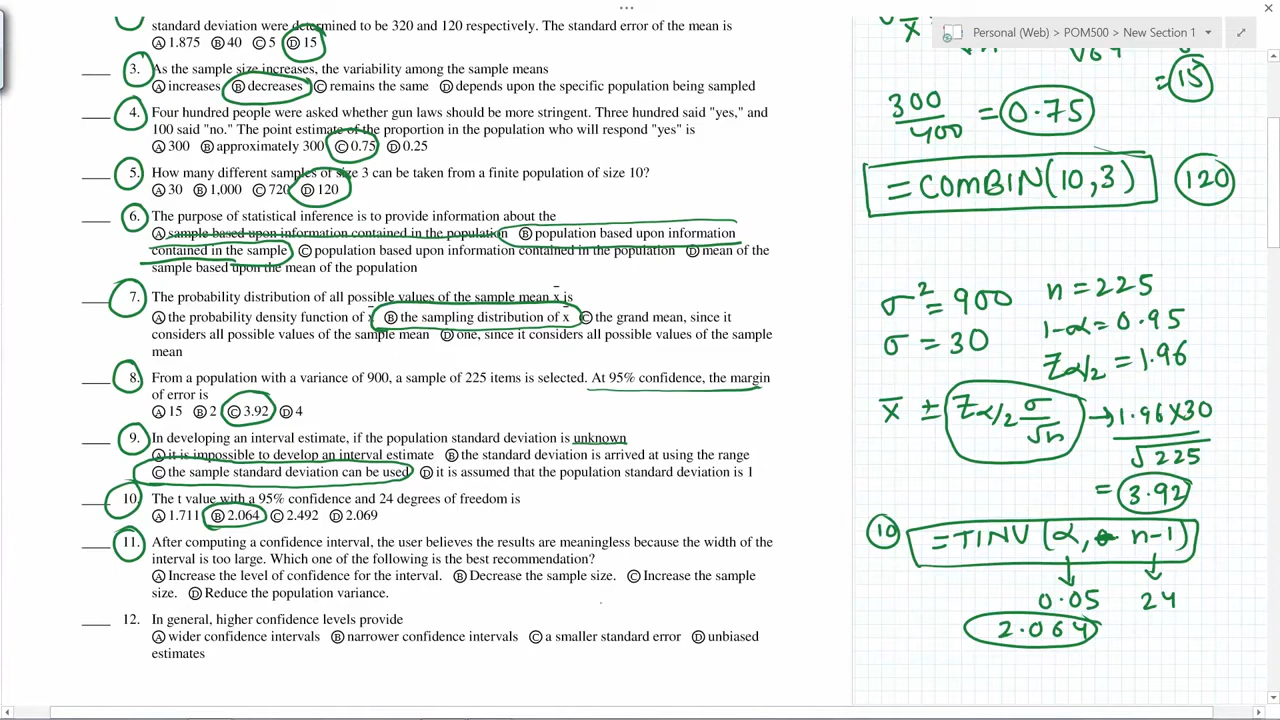 standard deviation were determined to be 320 and 120 respectively. The standard error of the mean is
Ⓐ 1.875 Ⓑ 40 Ⓒ 5 Ⓓ 15
3. As the sample size increases, the variability among the sample means
Ⓐ increases Ⓑ decreases Ⓒ remains the same Ⓓ depends upon the specific population being sampled
4. Four hundred people were asked whether gun laws should be more stringent. Three hundred said "yes," and
100 said "no." The point estimate of the proportion in the population who will respond "yes" is
Ⓐ 300 Ⓑ approximately 300 Ⓒ 0.75 Ⓓ 0.25
5. How many different samples of size 3 can be taken from a finite population of size 10?
Ⓐ 30 Ⓑ 1,000 Ⓒ 720 Ⓓ 120
6. The purpose of statistical inference is to provide information about the
Ⓐ sample based upon information contained in the population Ⓑ population based upon information
contained in the sample Ⓒ population based upon information contained in the population Ⓓ mean of the
sample based upon the mean of the population
7. The probability distribution of all possible values of the sample mean x̄ is
Ⓐ the probability density function of x̄ Ⓑ the sampling distribution of x̄ Ⓒ the grand mean, since it
considers all possible values of the sample mean Ⓓ one, since it considers all possible values of the sample
mean
8. From a population with a variance of 900, a sample of 225 items is selected. At 95% confidence, the margin
of error is
Ⓐ 15 Ⓑ 2 Ⓒ 3.92 Ⓓ 4
9. In developing an interval estimate, if the population standard deviation is unknown
Ⓐ it is impossible to develop an interval estimate Ⓑ the standard deviation is arrived at using the range
Ⓒ the sample standard deviation can be used Ⓓ it is assumed that the population standard deviation is 1
10. The t value with a 95% confidence and 24 degrees of freedom is
Ⓐ 1.711 Ⓑ 2.064 Ⓒ 2.492 Ⓓ 2.069
11. After computing a confidence interval, the user believes the results are meaningless because the width of the
interval is too large. Which one of the following is the best recommendation?
Ⓐ Increase the level of confidence for the interval. Ⓑ Decrease the sample size. Ⓒ Increase the sample
size. Ⓓ Reduce the population variance.
12. In general, higher confidence levels provide
Ⓐ wider confidence intervals Ⓑ narrower confidence intervals Ⓒ a smaller standard error Ⓓ unbiased
estimates
Personal (Web) > POM500 > New Section 1
x̄
√64
= 15
300/400 = 0.75
= COMBIN(10,3) 120
σ² = 900
σ = 30
n = 225
1-α = 0.95
Zα/2 = 1.96
x̄ ± Zα/2 σ/√n → 1.96 × 30
√225
= 3.92
10 = TINV (α, n-1)
0.05 24
2.064